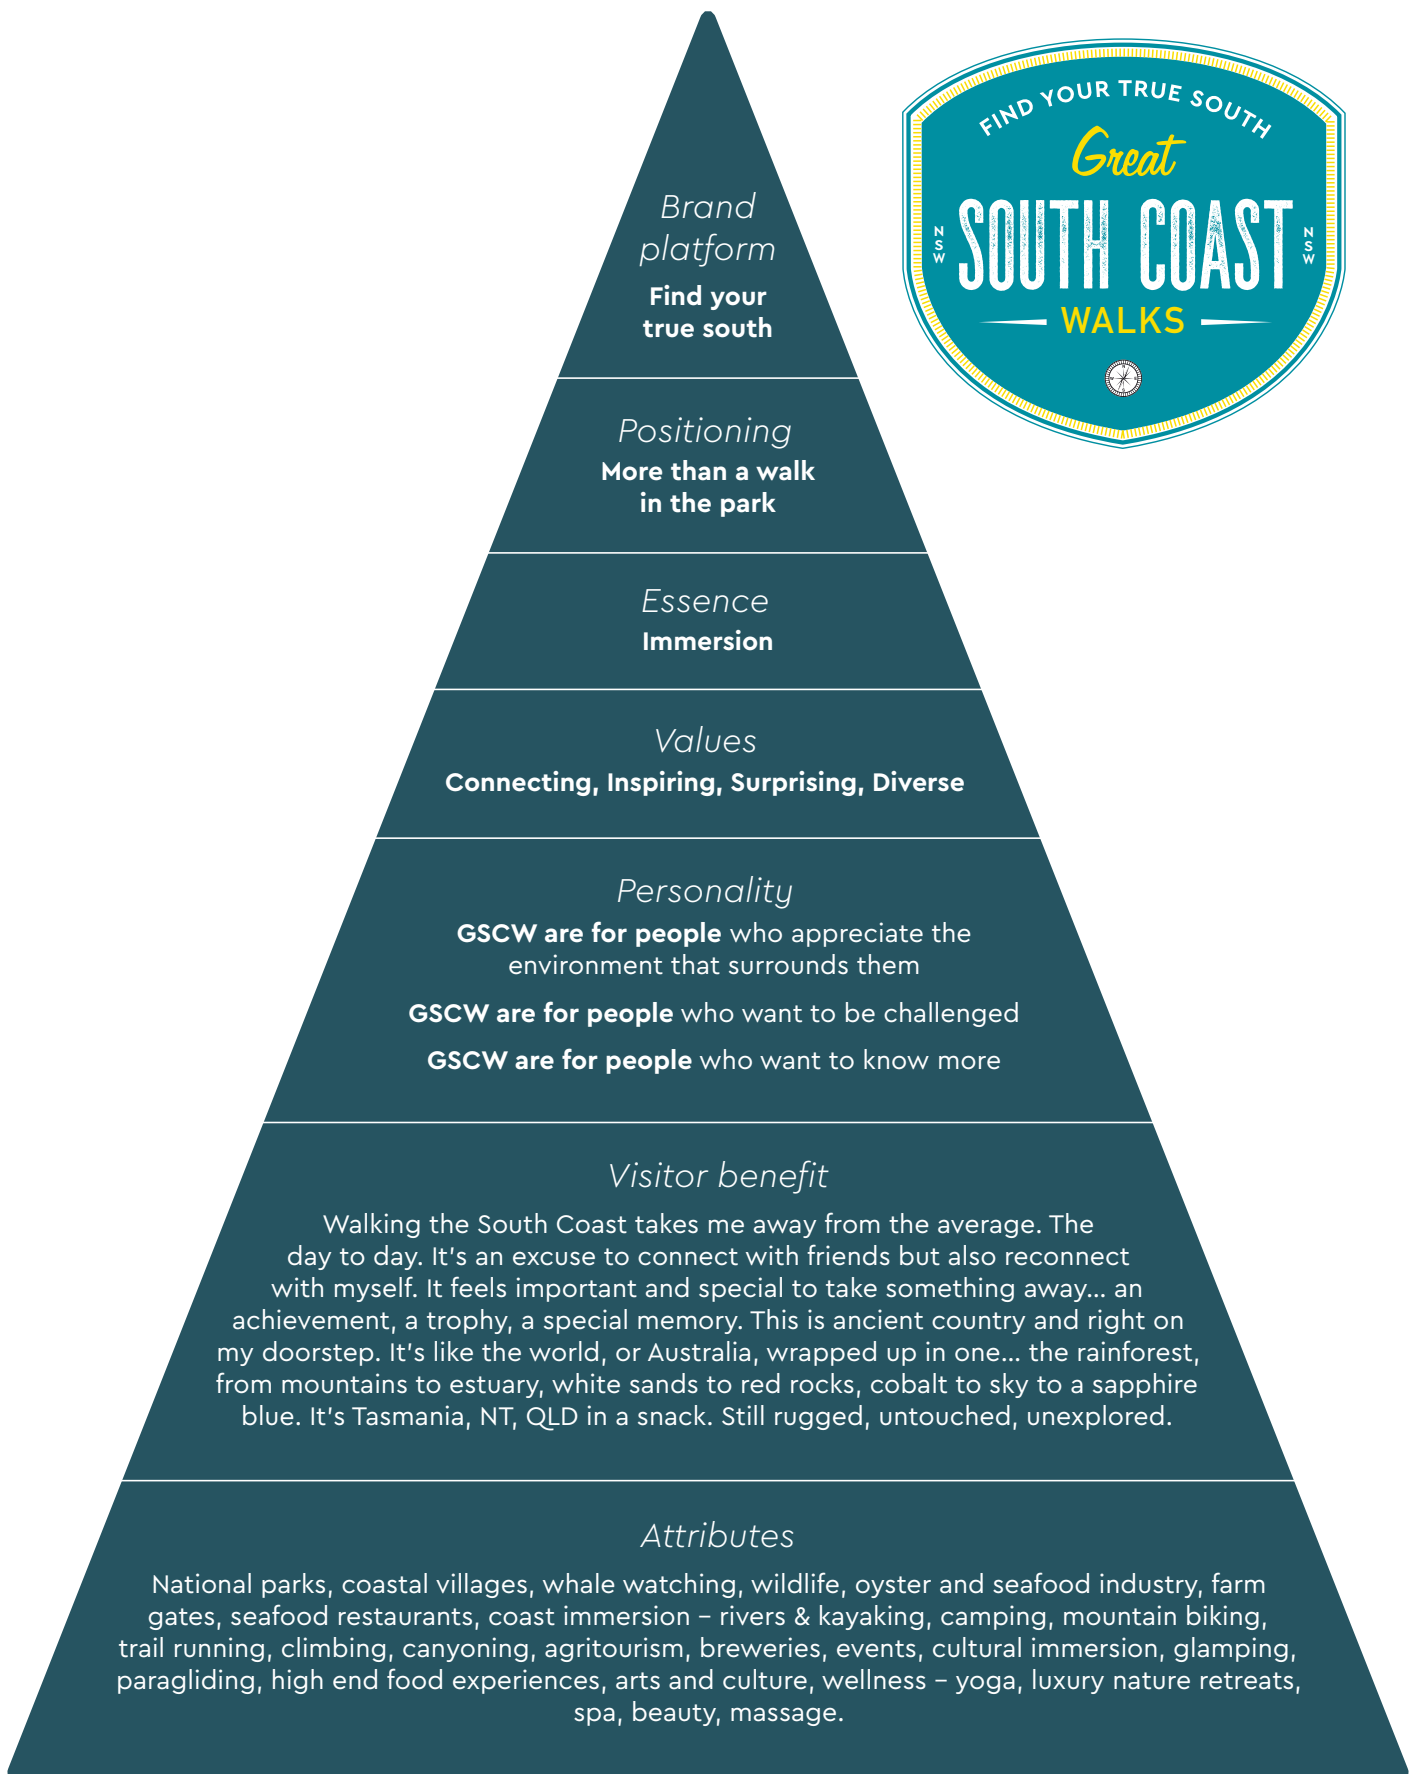 FIND YOUR TRUE SOUTH
Great
NSW
SOUTH COAST
NSW
WALKS
Brand
platform
Find your
true south
Positioning
More than a walk
in the park
Essence
Immersion
Values
Connecting, Inspiring, Surprising, Diverse
Personality
GSCW are for people who appreciate the
environment that surrounds them
GSCW are for people who want to be challenged
GSCW are for people who want to know more
Visitor benefit
Walking the South Coast takes me away from the average. The
day to day. It's an excuse to connect with friends but also reconnect
with myself. It feels important and special to take something away... an
achievement, a trophy, a special memory. This is ancient country and right on
my doorstep. It's like the world, or Australia, wrapped up in one... the rainforest,
from mountains to estuary, white sands to red rocks, cobalt to sky to a sapphire
blue. It's Tasmania, NT, QLD in a snack. Still rugged, untouched, unexplored.
Attributes
National parks, coastal villages, whale watching, wildlife, oyster and seafood industry, farm
gates, seafood restaurants, coast immersion – rivers & kayaking, camping, mountain biking,
trail running, climbing, canyoning, agritourism, breweries, events, cultural immersion, glamping,
paragliding, high end food experiences, arts and culture, wellness – yoga, luxury nature retreats,
spa, beauty, massage.